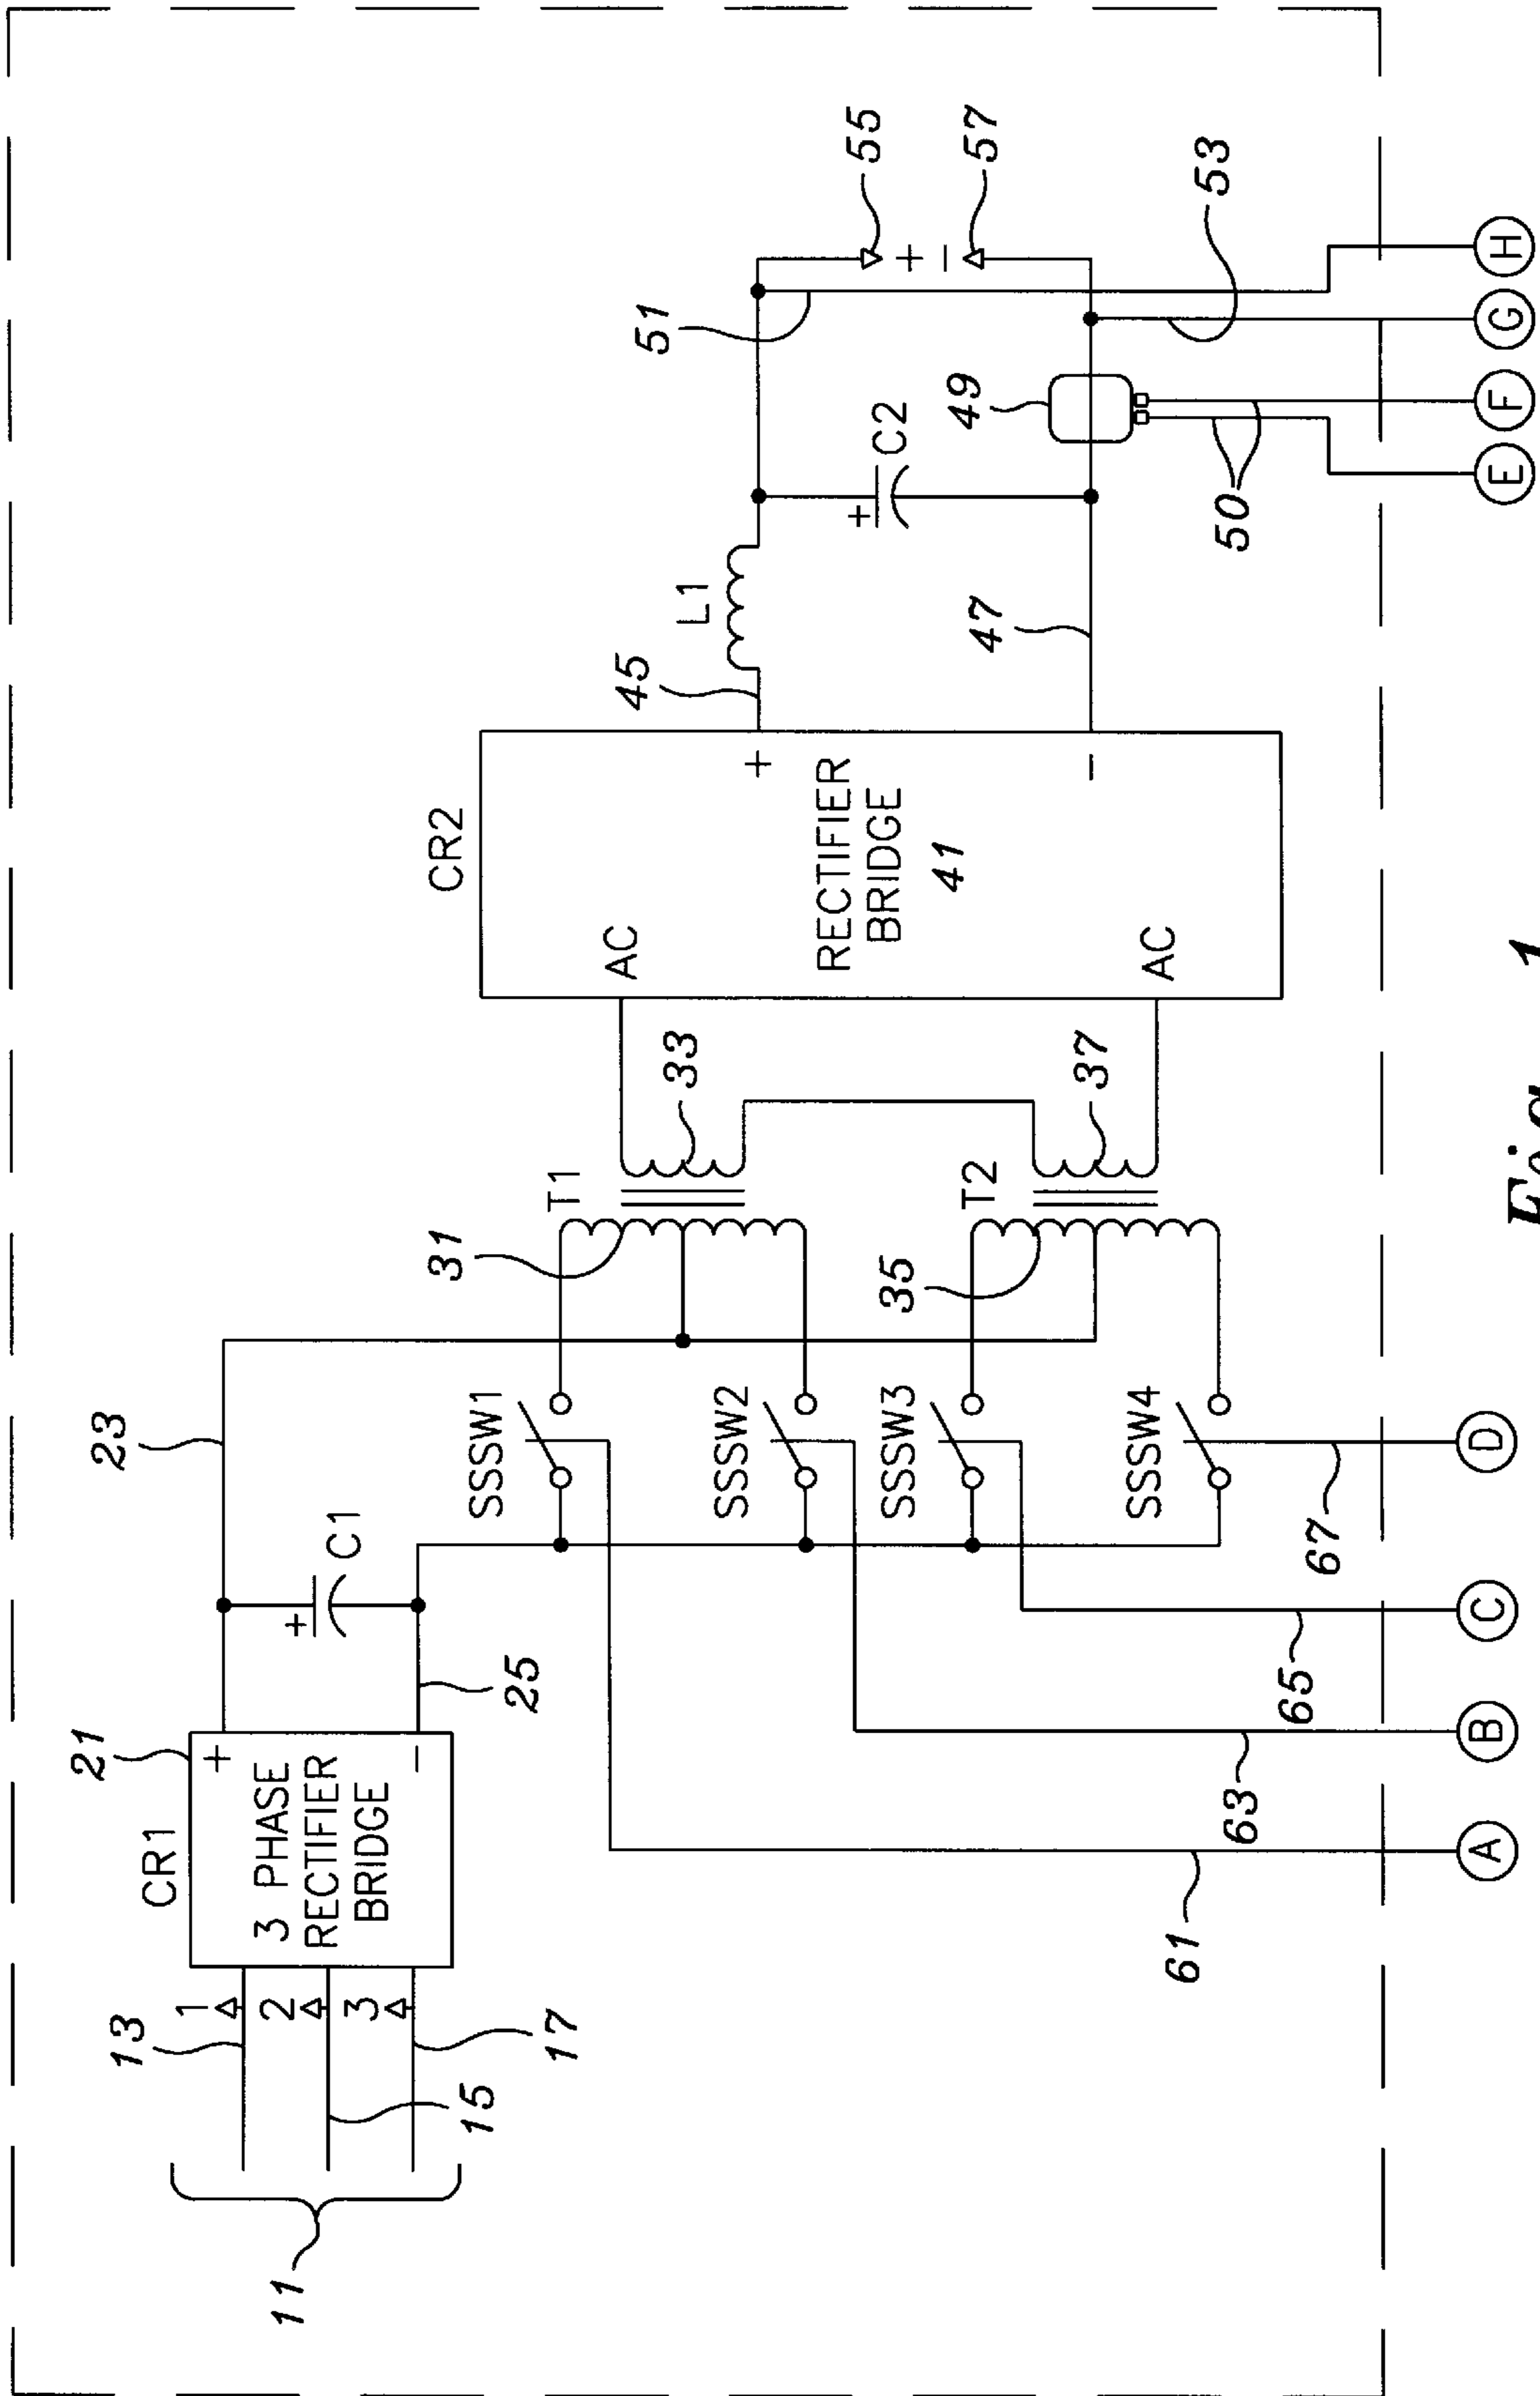 11
13
15
17
1
2
3
CR1
21
3 PHASE
RECTIFIER
BRIDGE
+
−
23
25
+
C1
SSSW1
SSSW2
SSSW3
SSSW4
31
T1
33
35
T2
37
CR2
AC
AC
RECTIFIER
BRIDGE
41
+
−
45
L1
47
+
C2
49
50
51
53
55
+
−
57
61
63
65
67
A
B
C
D
E
F
G
H
Fig. 1